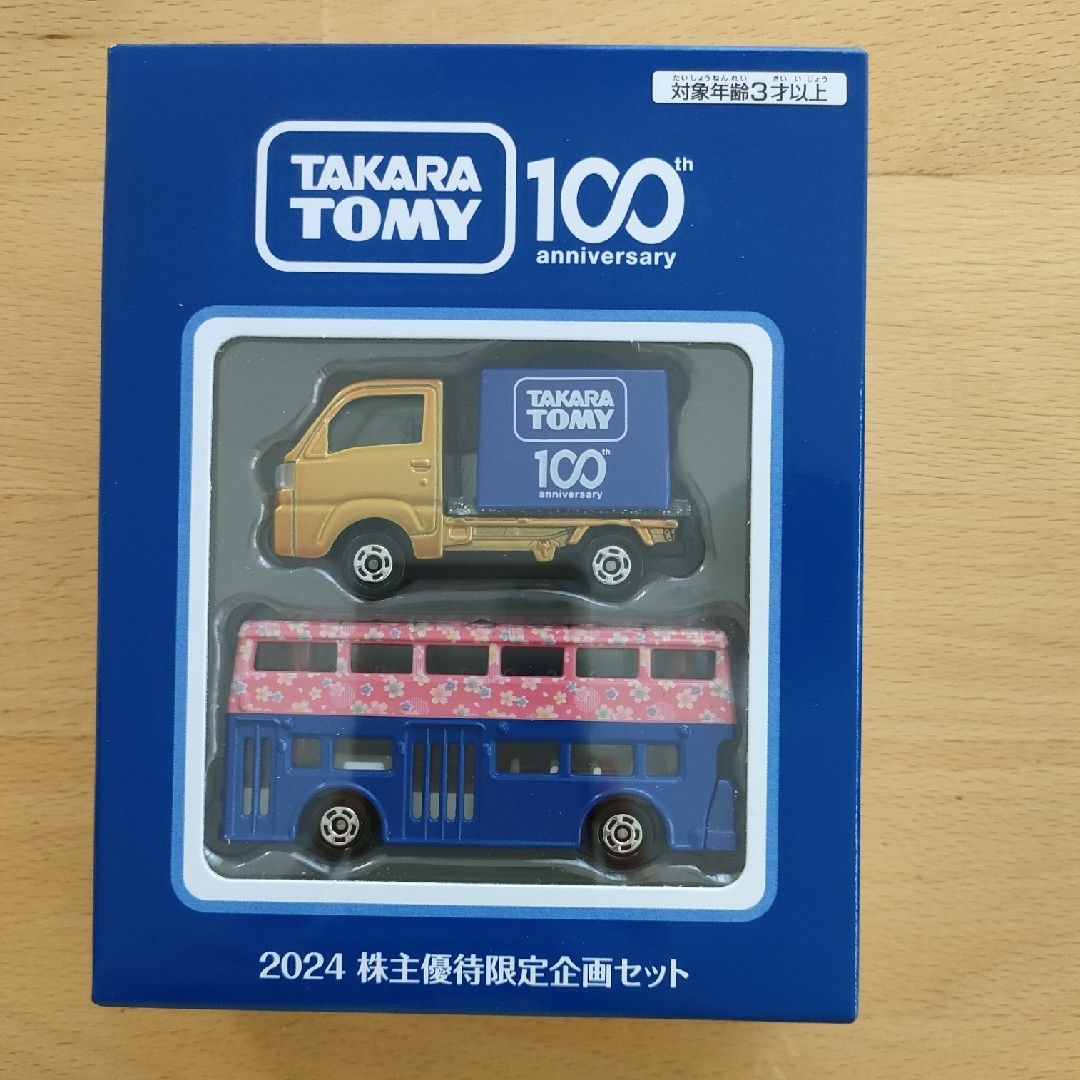 たいしょうねんれい さい い じょう
対象年齢3才以上
TAKARA
TOMY
100th
anniversary
TAKARA
TOMY
100th
anniversary
2024 株主優待限定企画セット